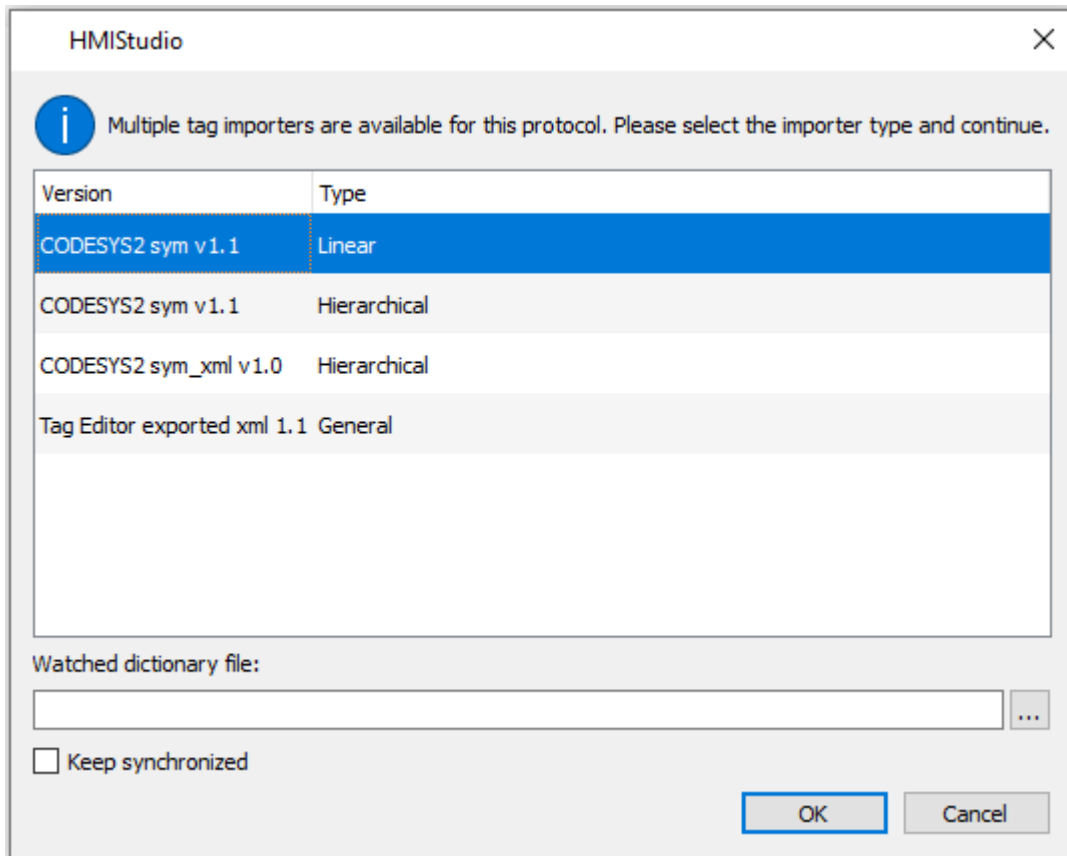 HMIStudio
Multiple tag importers are available for this protocol. Please select the importer type and continue.
Version Type
CODESYS2 sym v1.1 Linear
CODESYS2 sym v1.1 Hierarchical
CODESYS2 sym_xml v1.0 Hierarchical
Tag Editor exported xml 1.1 General
Watched dictionary file:
...
Keep synchronized
OK Cancel